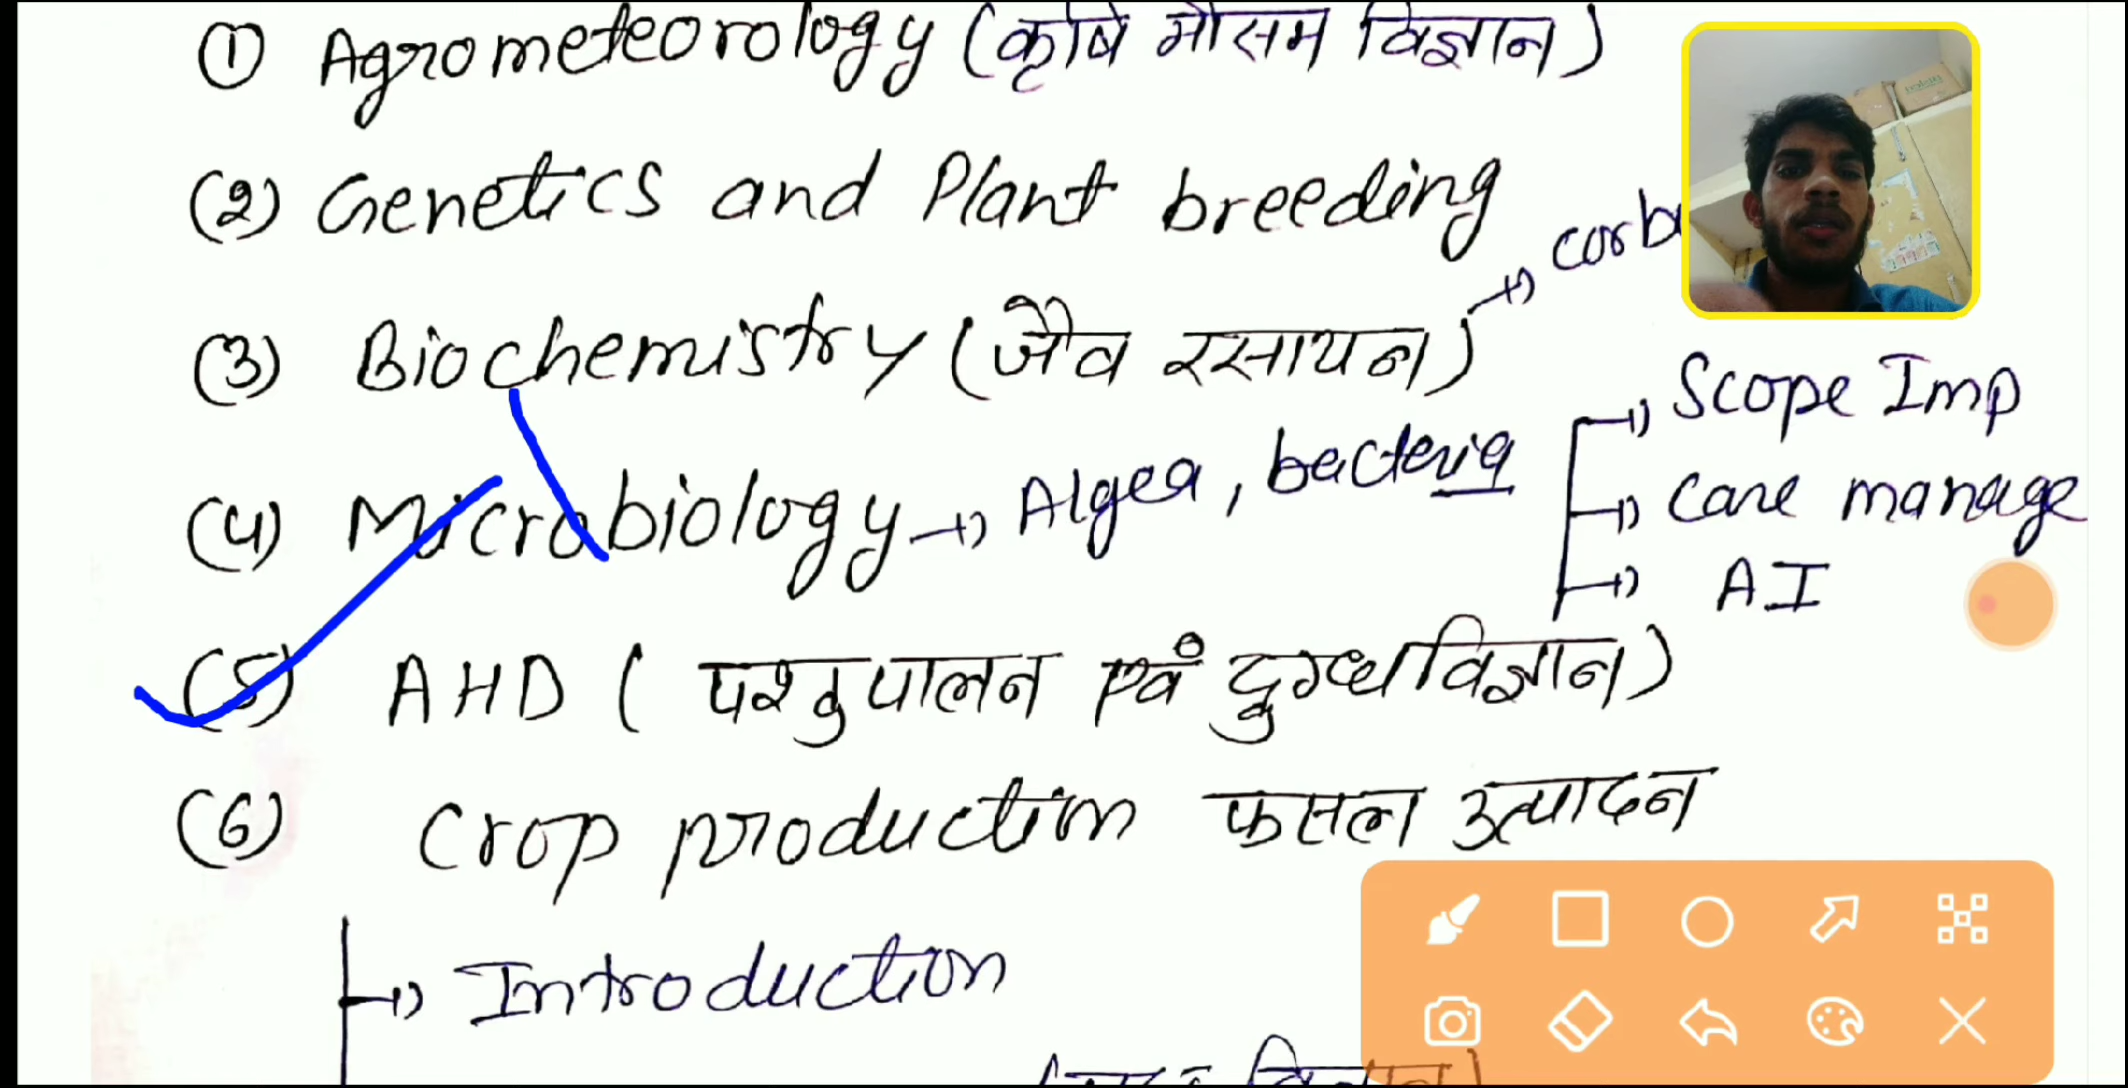 (1) Agrometeorology (कृषि मौसम विज्ञान)
(2) Genetics and Plant breeding
(3) Biochemistry (जैव रसायन) → carb
(4) Microbiology → Algea, bacteria
→ Scope Imp
→ Care manage
→ AI
(5) AHD ( पशुपालन एवं दुग्धविज्ञान)
(6) Crop production फसल उत्पादन
→ Introduction